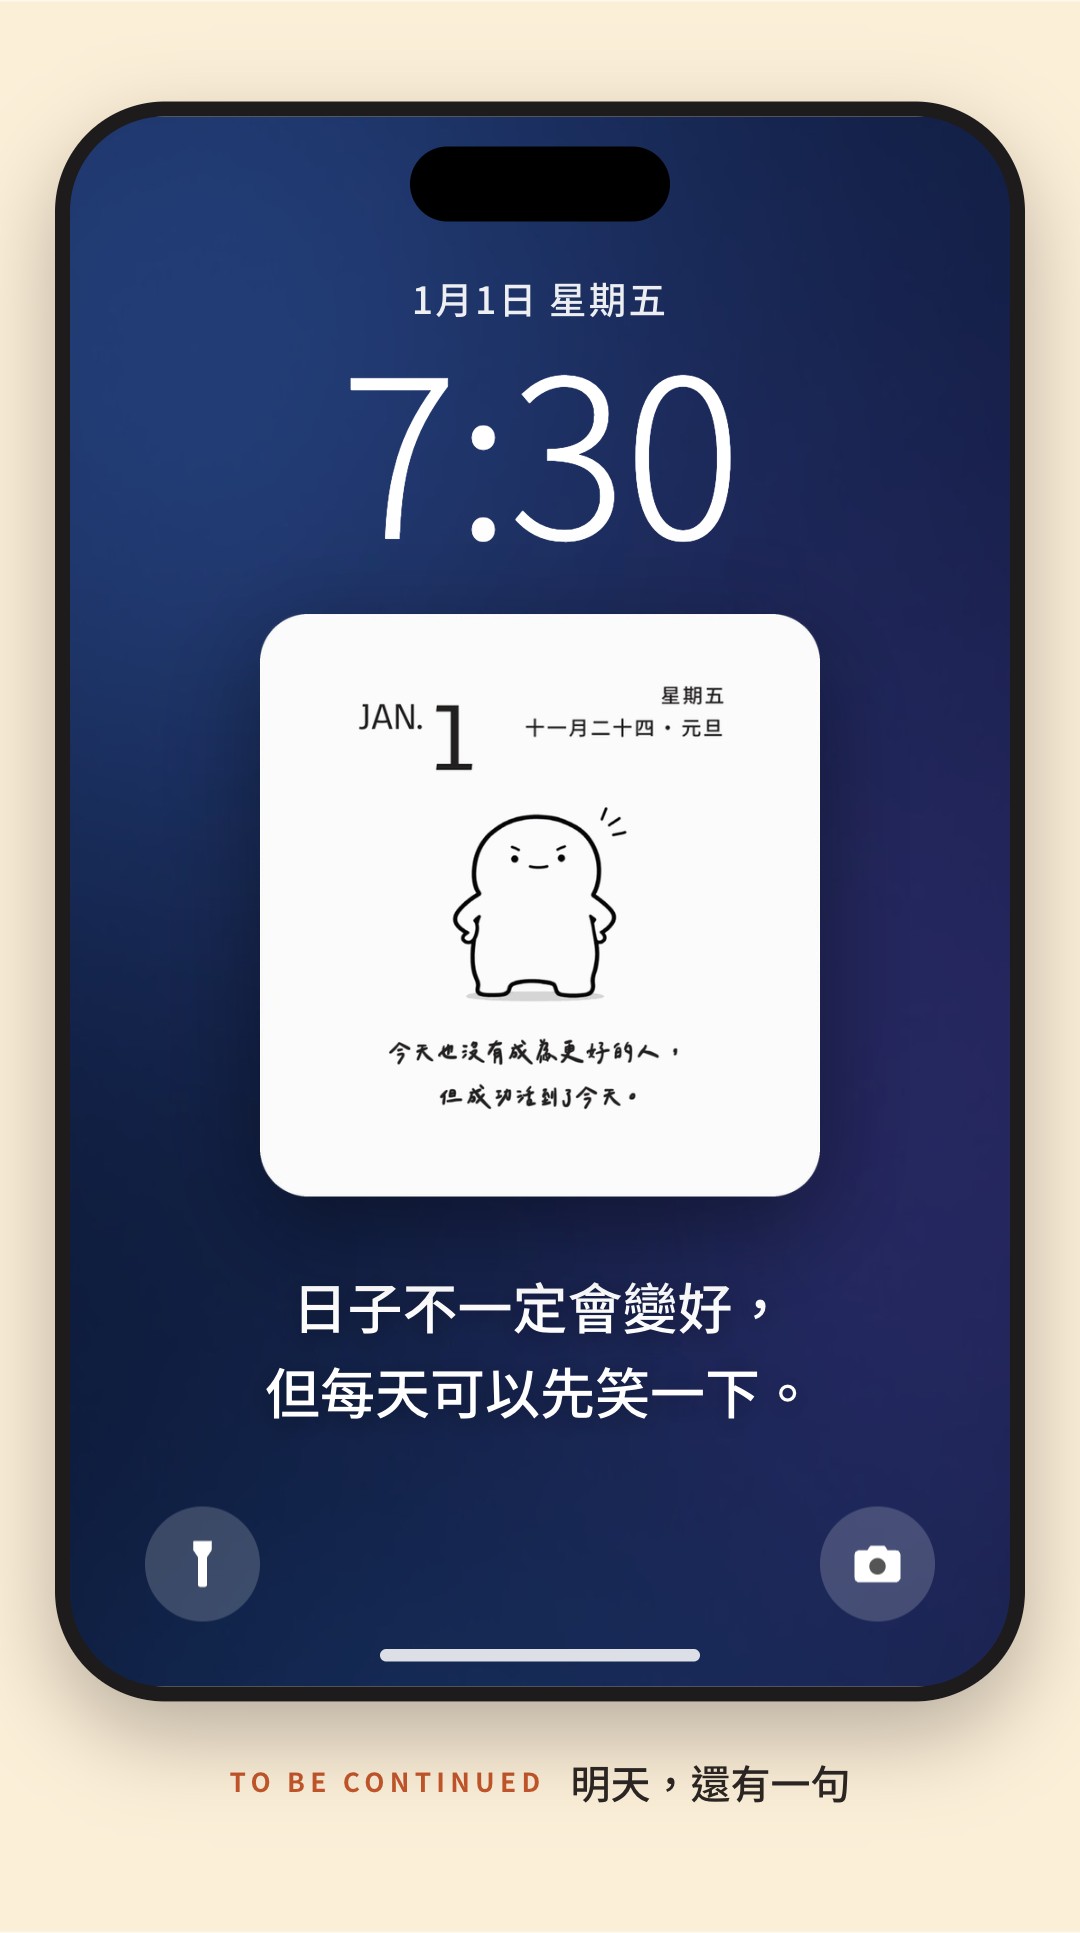 1月1日 星期五
7:30
JAN. 1
星期五
十一月二十四・元旦
今天也沒有成為更好的人，
但成功活到了今天。
日子不一定會變好，
但每天可以先笑一下。
TO BE CONTINUED 明天，還有一句